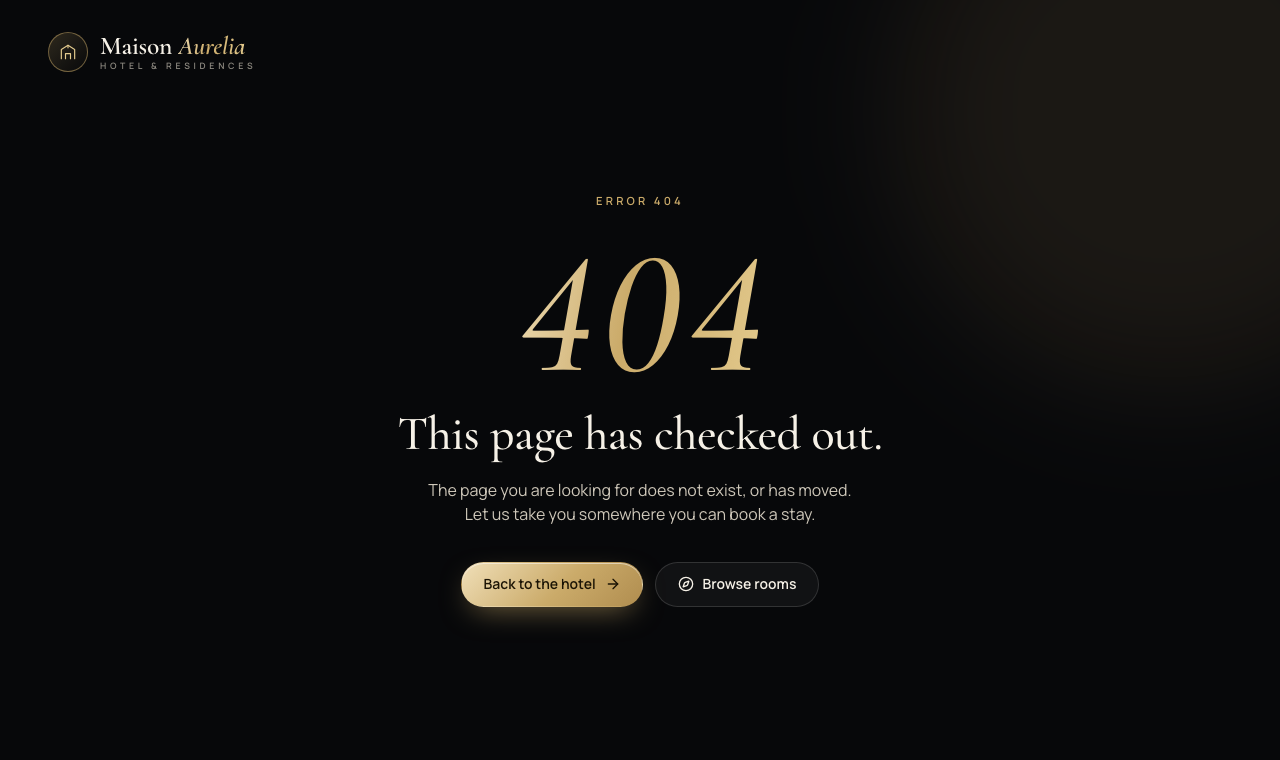 Maison Aurelia
HOTEL & RESIDENCES
ERROR 404
404
This page has checked out.
The page you are looking for does not exist, or has moved.
Let us take you somewhere you can book a stay.
Back to the hotel
Browse rooms